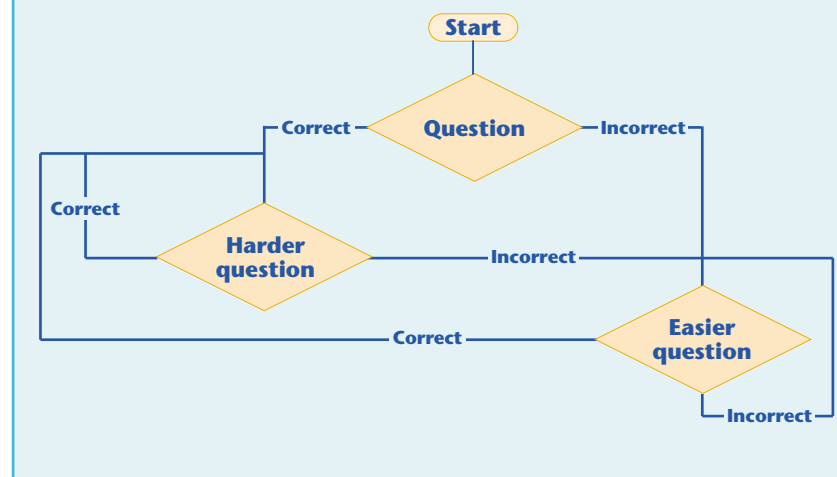 Start
Correct
Question
Incorrect
Correct
Harder
question
Incorrect
Easier
question
Correct
Incorrect